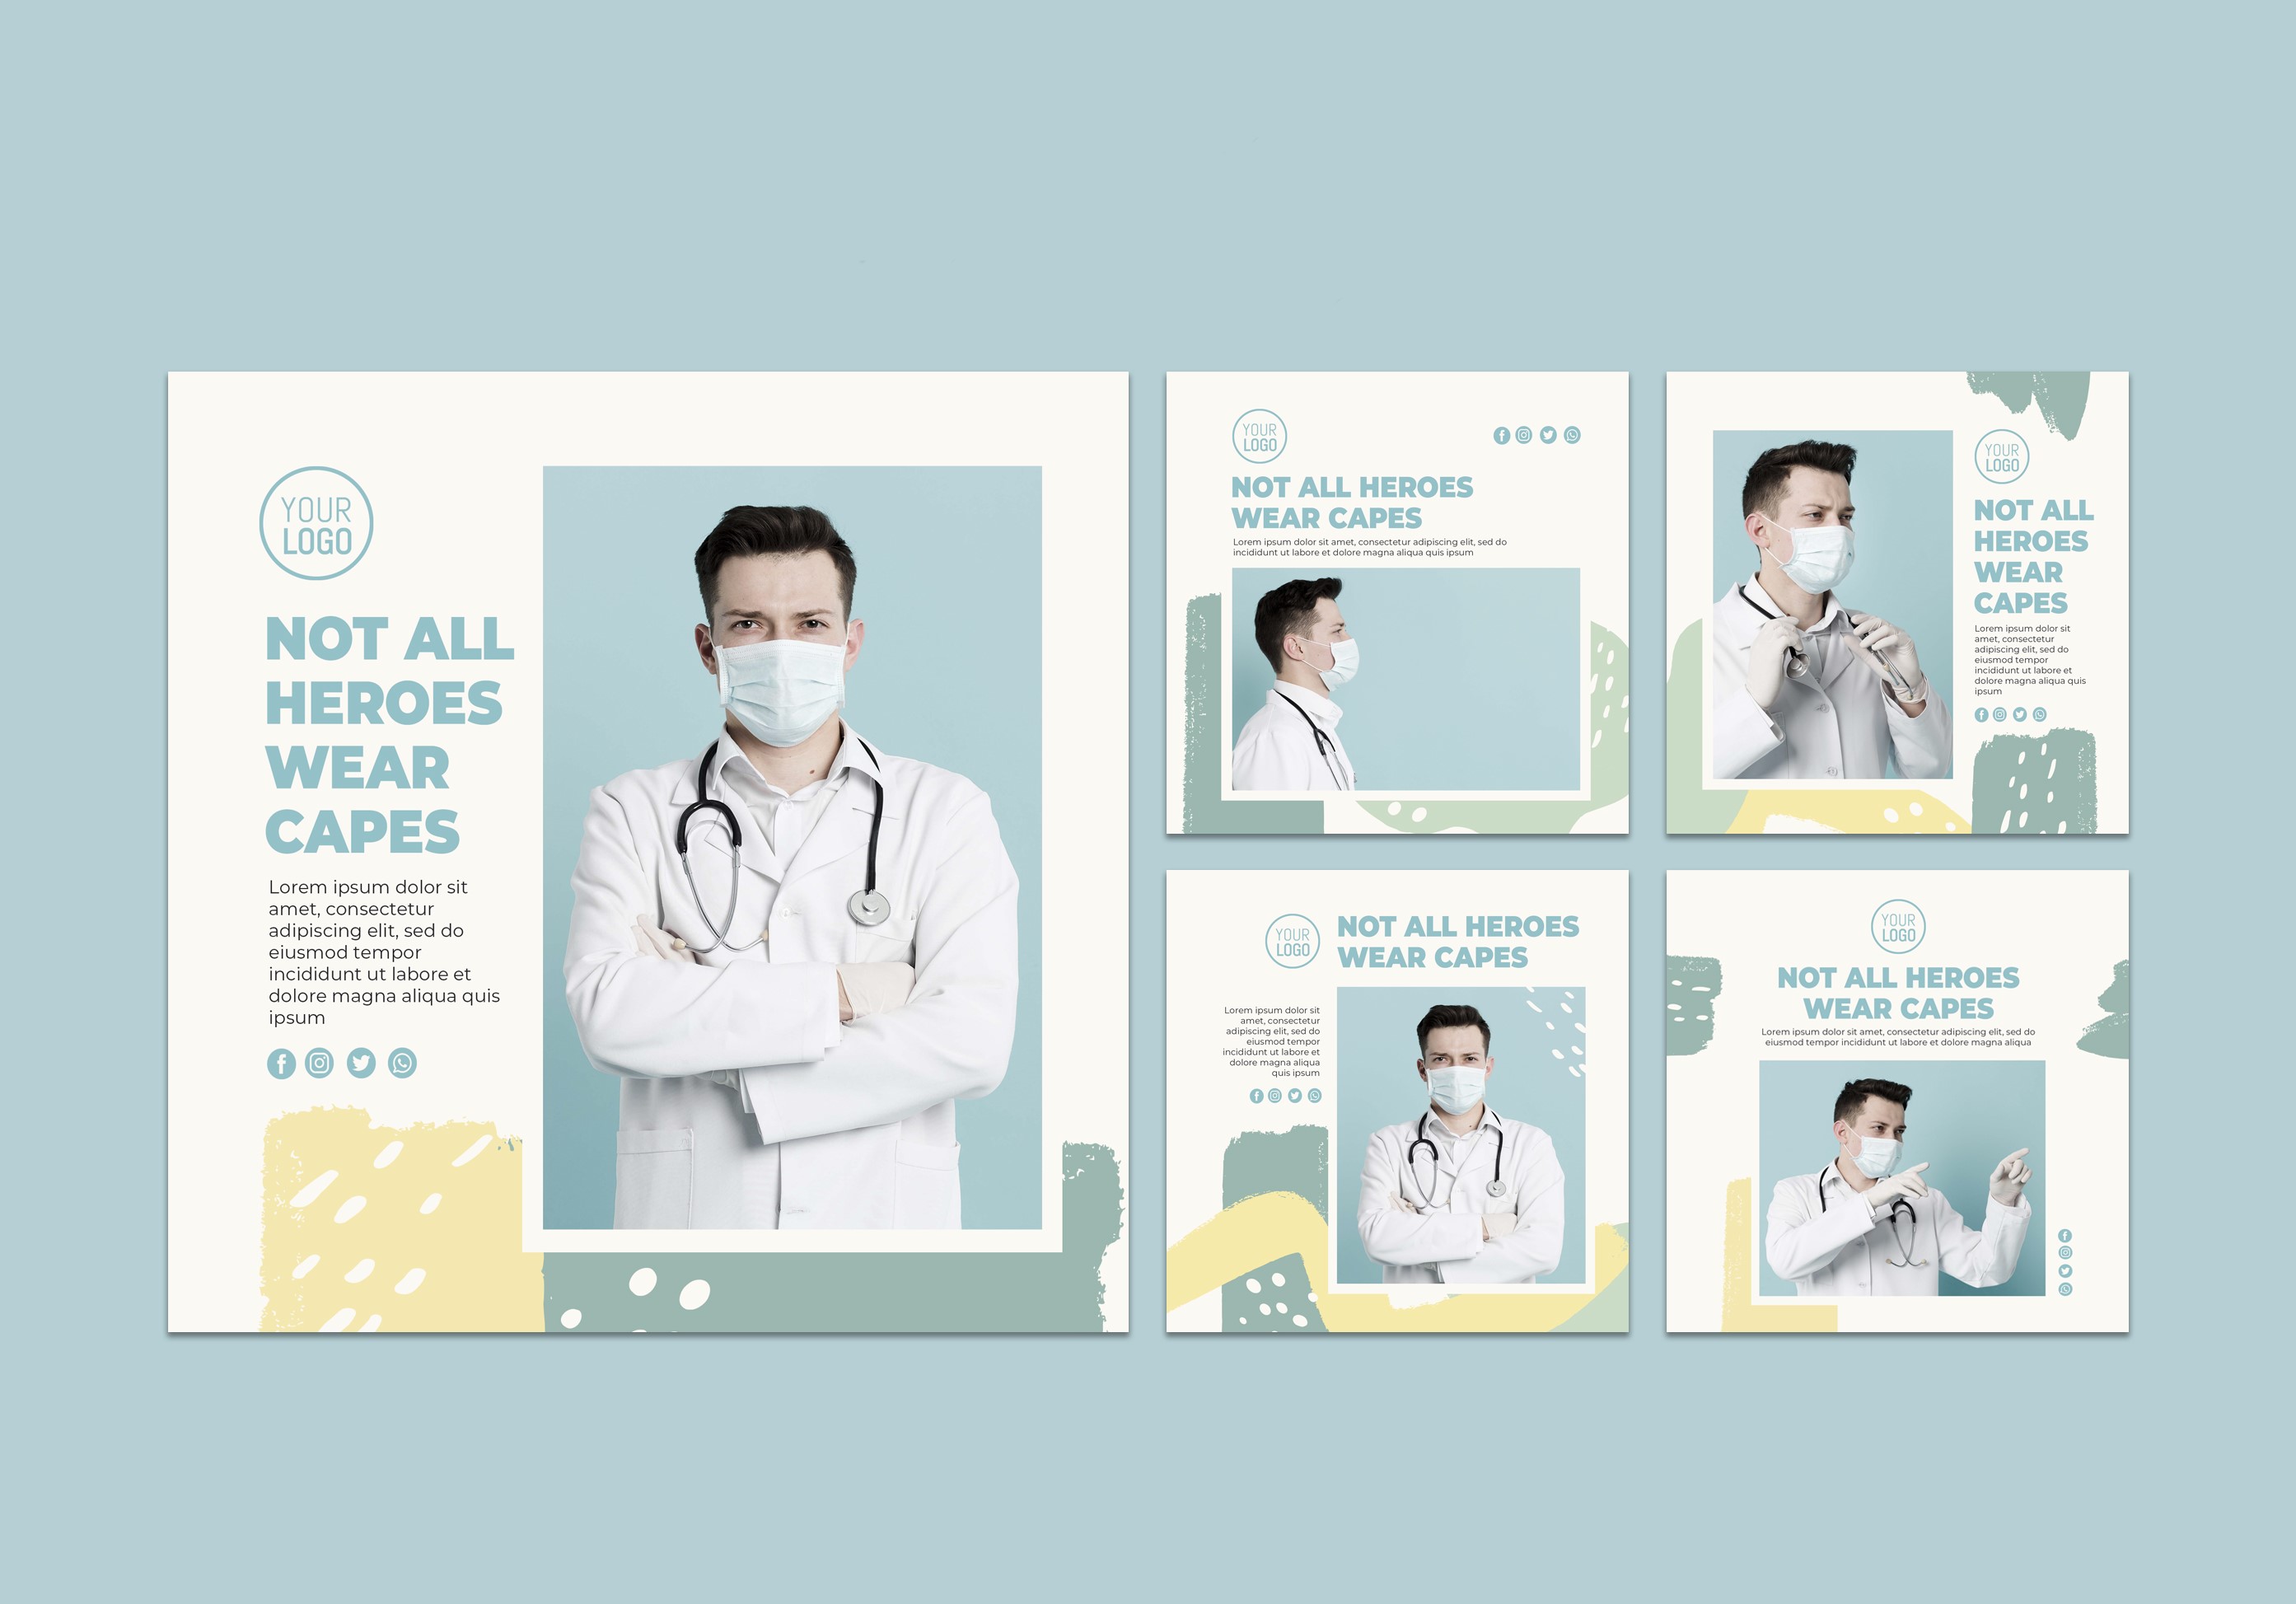 YOUR
LOGO
NOT ALL
HEROES
WEAR
CAPES
Lorem ipsum dolor sit
amet, consectetur
adipiscing elit, sed do
eiusmod tempor
incididunt ut labore et
dolore magna aliqua quis
ipsum
YOUR
LOGO
NOT ALL HEROES
WEAR CAPES
Lorem ipsum dolor sit amet, consectetur adipiscing elit, sed do
incididunt ut labore et dolore magna aliqua quis ipsum
YOUR
LOGO
NOT ALL
HEROES
WEAR
CAPES
Lorem ipsum dolor sit
amet, consectetur
adipiscing elit, sed do
eiusmod tempor
incididunt ut labore et
dolore magna aliqua quis
ipsum
YOUR
LOGO
NOT ALL HEROES
WEAR CAPES
Lorem ipsum dolor sit
amet, consectetur
adipiscing elit, sed do
eiusmod tempor
incididunt ut labore et
dolore magna aliqua
quis ipsum
YOUR
LOGO
NOT ALL HEROES
WEAR CAPES
Lorem ipsum dolor sit amet, consectetur adipiscing elit, sed do
eiusmod tempor incididunt ut labore et dolore magna aliqua